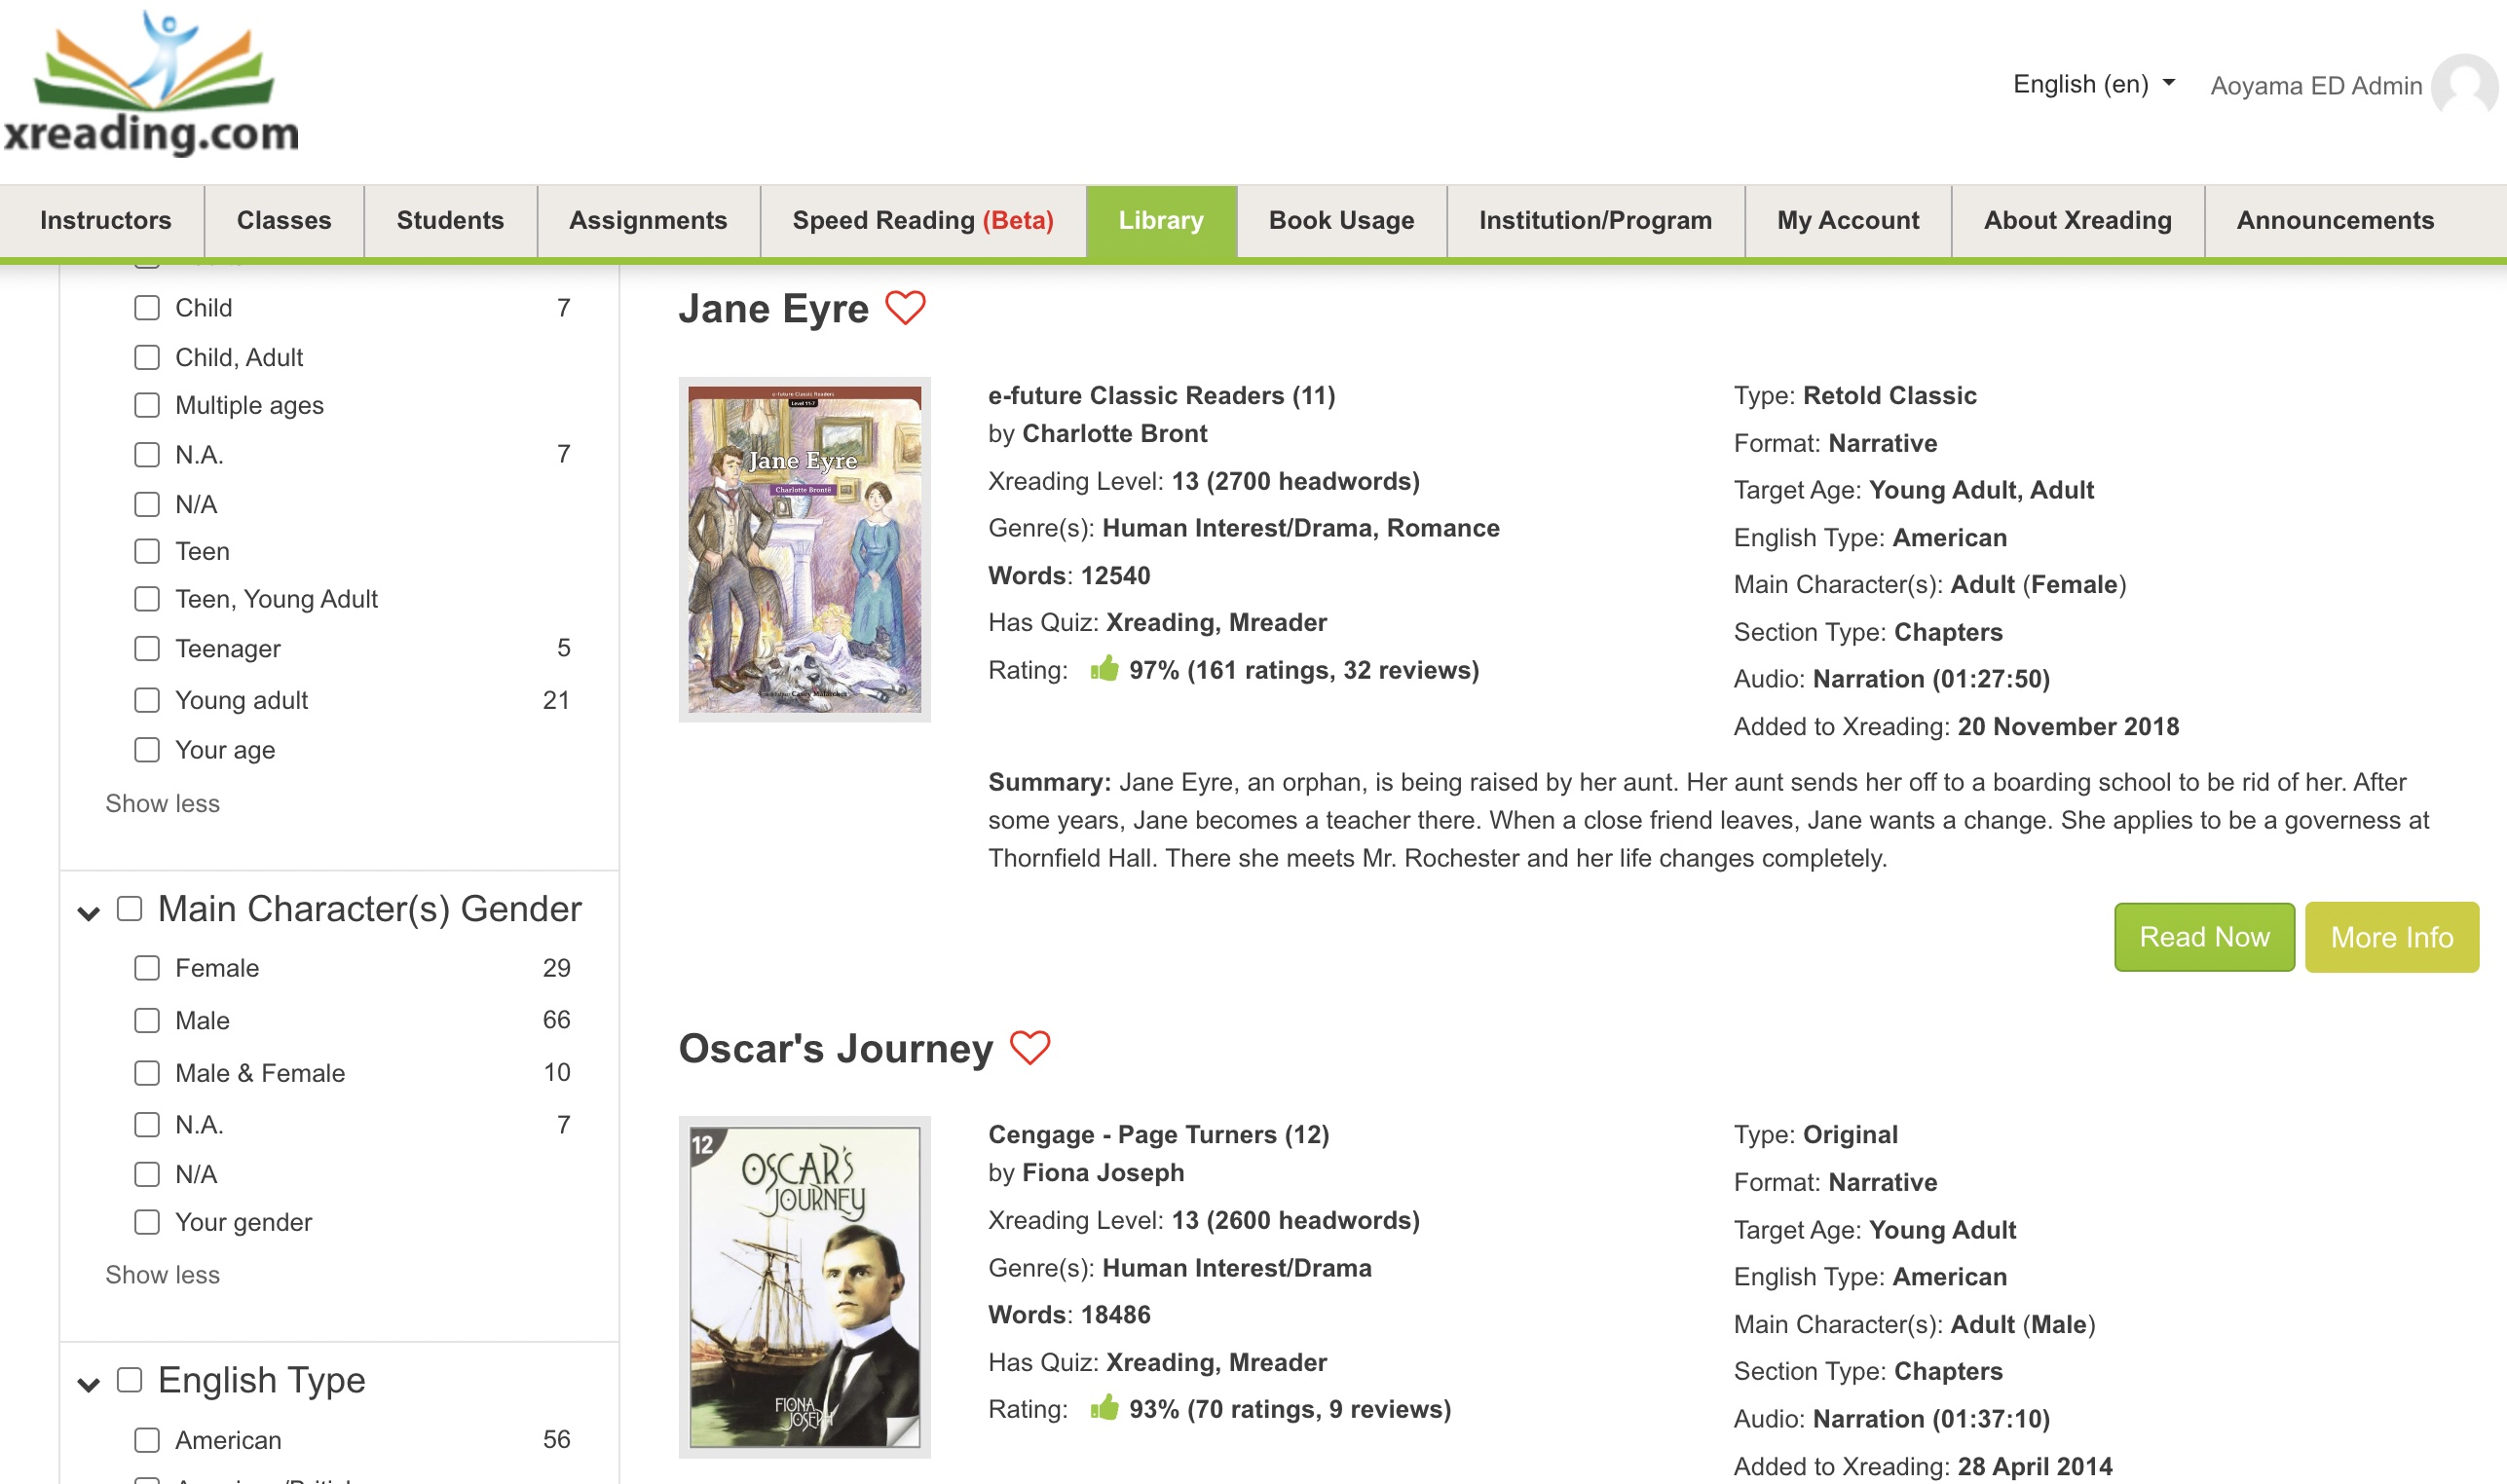 xreading.com
English (en)
Aoyama ED Admin
Instructors
Classes
Students
Assignments
Speed Reading (Beta)
Library
Book Usage
Institution/Program
My Account
About Xreading
Announcements
Child 7
Child, Adult
Multiple ages
N.A. 7
N/A
Teen
Teen, Young Adult
Teenager 5
Young adult 21
Your age
Show less
Main Character(s) Gender
Female 29
Male 66
Male & Female 10
N.A. 7
N/A
Your gender
Show less
English Type
American 56
Jane Eyre
e-future Classic Readers
Level 11-7
Jane Eyre
Charlotte Brontë
Casey Malarcher
e-future Classic Readers (11)
by Charlotte Bront
Xreading Level: 13 (2700 headwords)
Genre(s): Human Interest/Drama, Romance
Words: 12540
Has Quiz: Xreading, Mreader
Rating: 97% (161 ratings, 32 reviews)
Type: Retold Classic
Format: Narrative
Target Age: Young Adult, Adult
English Type: American
Main Character(s): Adult (Female)
Section Type: Chapters
Audio: Narration (01:27:50)
Added to Xreading: 20 November 2018
Summary: Jane Eyre, an orphan, is being raised by her aunt. Her aunt sends her off to a boarding school to be rid of her. After
some years, Jane becomes a teacher there. When a close friend leaves, Jane wants a change. She applies to be a governess at
Thornfield Hall. There she meets Mr. Rochester and her life changes completely.
Read Now
More Info
Oscar's Journey
12
OSCAR'S
JOURNEY
FIONA
JOSEPH
Cengage - Page Turners (12)
by Fiona Joseph
Xreading Level: 13 (2600 headwords)
Genre(s): Human Interest/Drama
Words: 18486
Has Quiz: Xreading, Mreader
Rating: 93% (70 ratings, 9 reviews)
Type: Original
Format: Narrative
Target Age: Young Adult
English Type: American
Main Character(s): Adult (Male)
Section Type: Chapters
Audio: Narration (01:37:10)
Added to Xreading: 28 April 2014